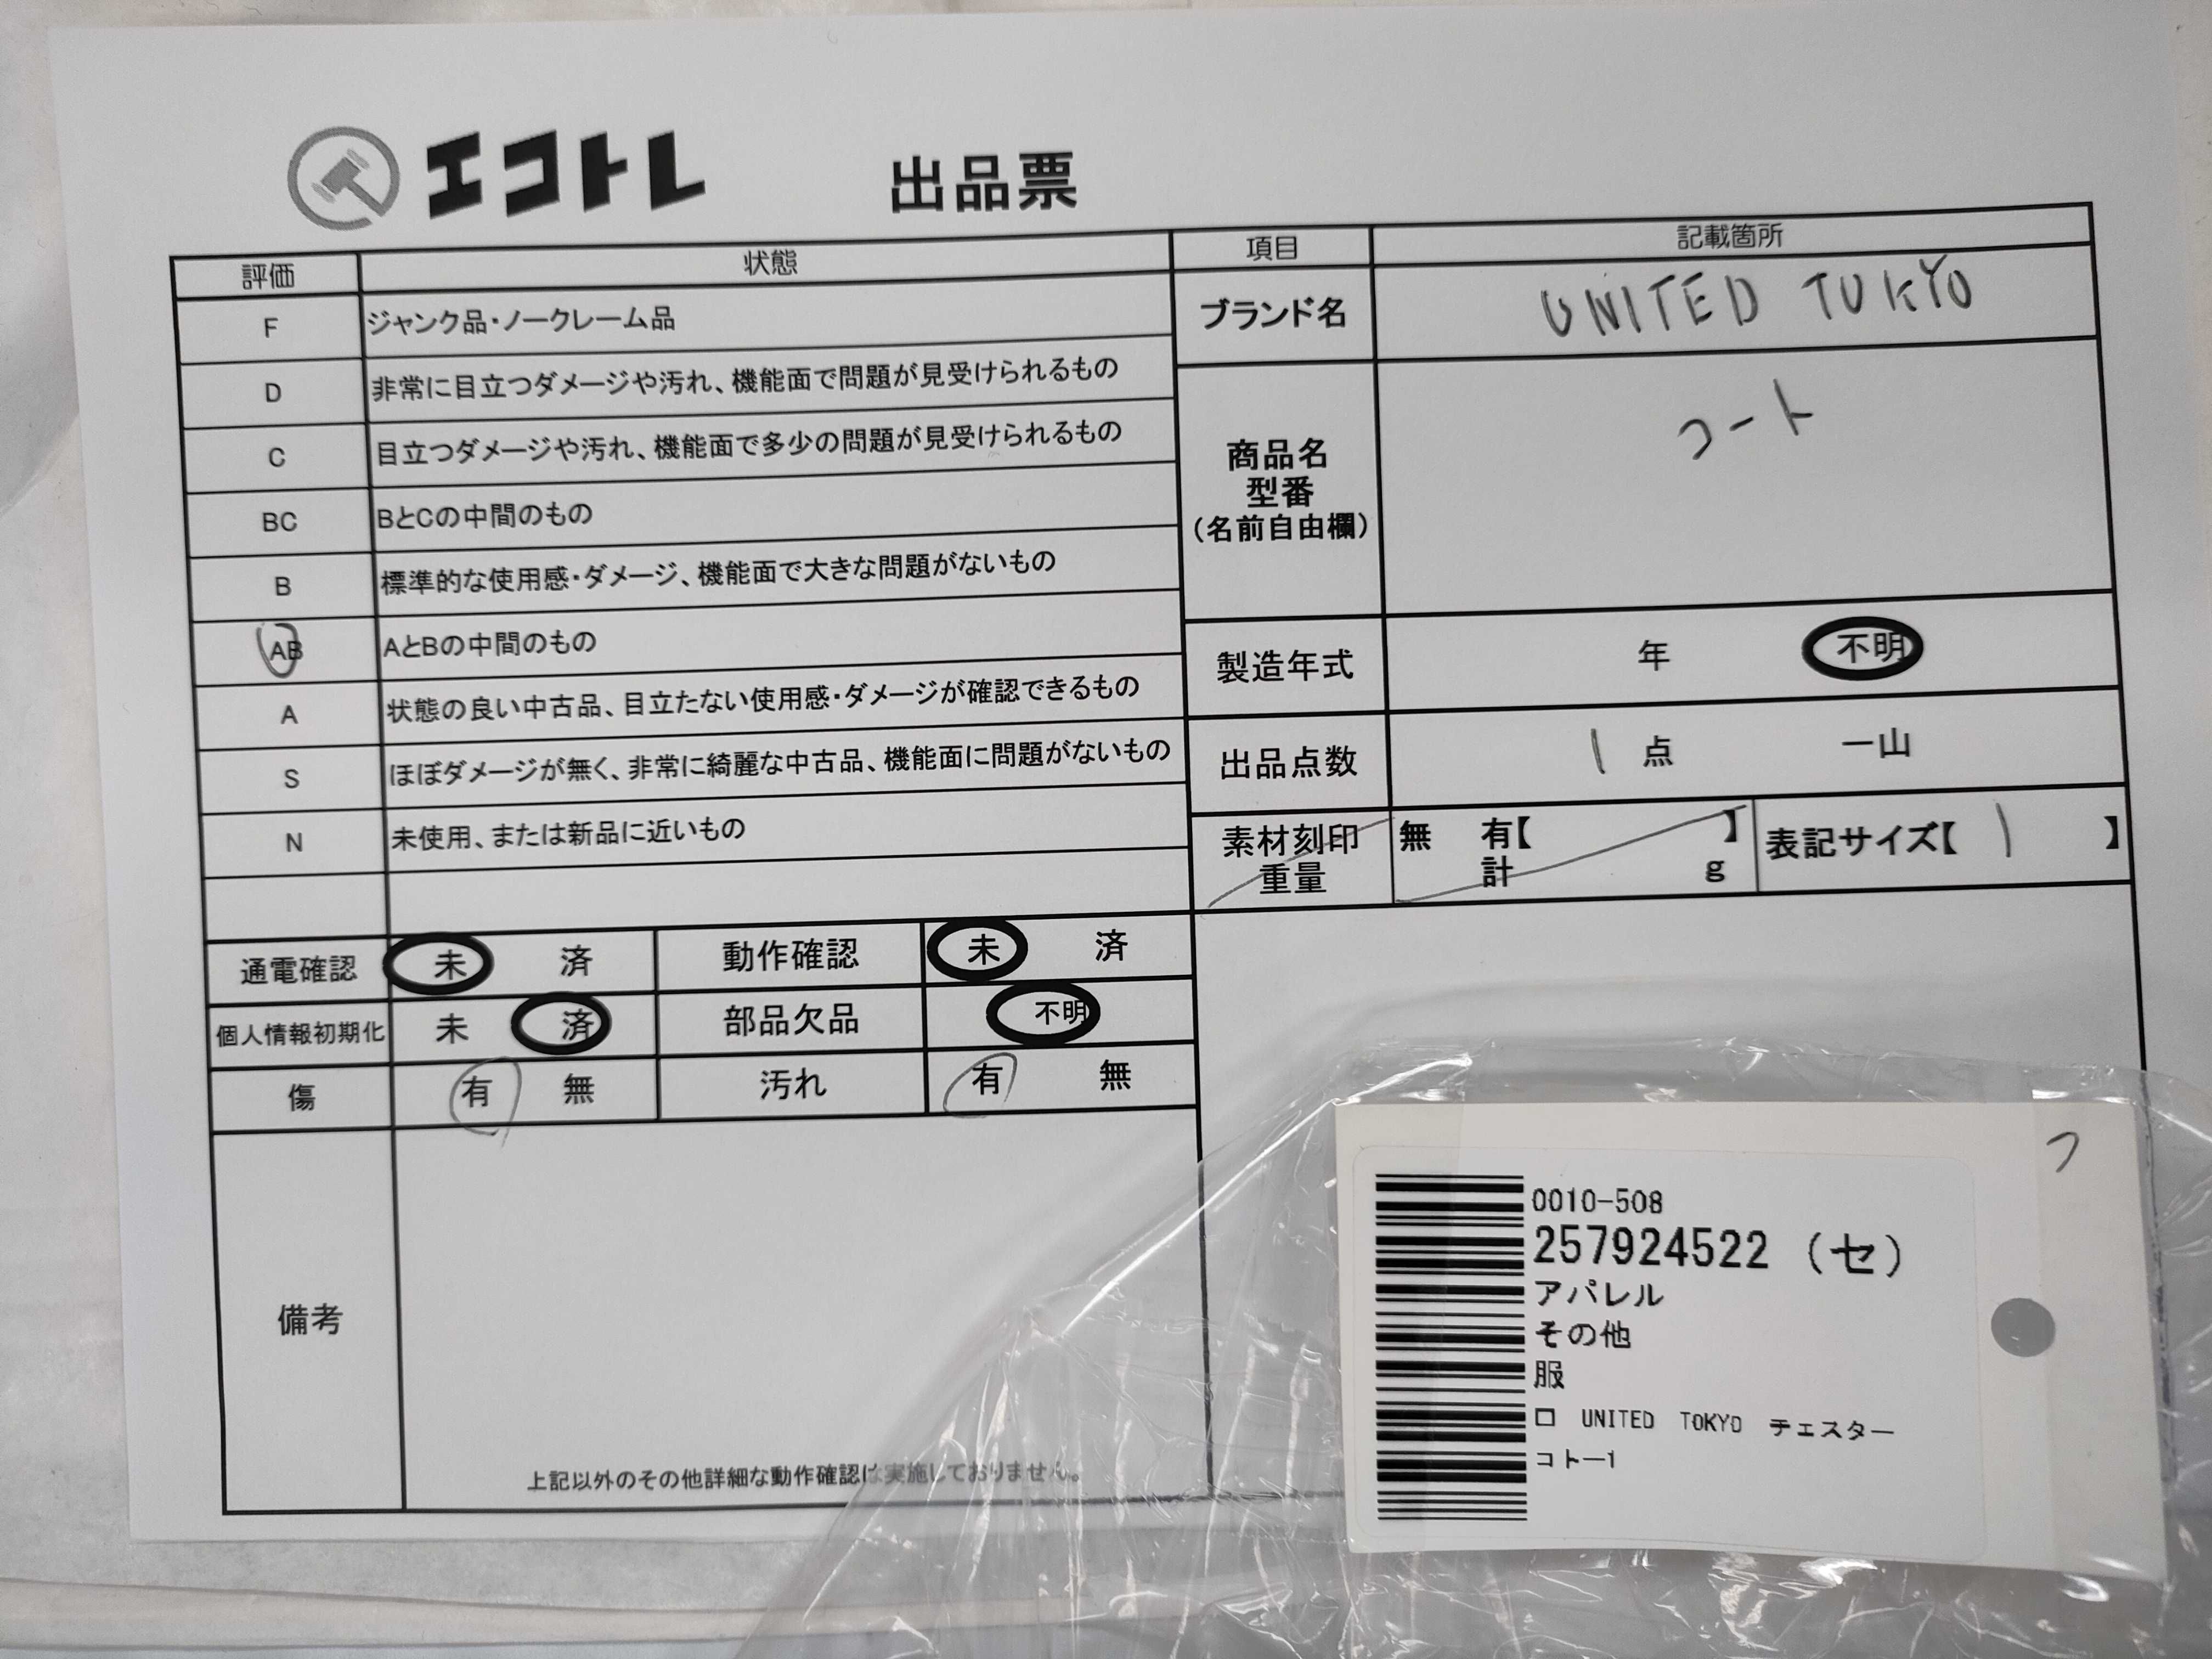 エコトレ 出品票
評価 状態
F ジャンク品・ノークレーム品
D 非常に目立つダメージや汚れ、機能面で問題が見受けられるもの
C 目立つダメージや汚れ、機能面で多少の問題が見受けられるもの
BC BとCの中間のもの
B 標準的な使用感・ダメージ、機能面で大きな問題がないもの
AB AとBの中間のもの
A 状態の良い中古品、目立たない使用感・ダメージが確認できるもの
S ほぼダメージが無く、非常に綺麗な中古品、機能面に問題がないもの
N 未使用、または新品に近いもの
通電確認 未 済 動作確認 未 済
個人情報初期化 未 済 部品欠品 不明
傷 有 無 汚れ 有 無
備考
上記以外のその他詳細な動作確認は実施しておりません。
項目 記載箇所
ブランド名 UNITED TOKYO
商品名
型番
(名前自由欄)
コート
製造年式 年 不明
出品点数 1 点 一山
素材刻印 無 有【 】
重量 計 g
表記サイズ【 1 】
フ
0010-508
257924522 (セ)
アパレル
その他
服
ロ UNITED TOKYO チェスター
コトー1